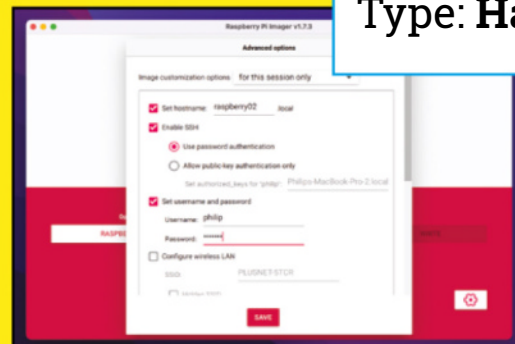 Type: Ha
Raspberry Pi Imager v1.7.3
Advanced options
Image customization options for this session only
Set hostname: raspberry02 .local
Enable SSH
Use password authentication
Allow public-key authentication only
Set authorized_keys for 'philip': Philips-MacBook-Pro-2.local
Set username and password
Username: philip
Password:
Configure wireless LAN
SSID: PLUSNET-STCR
RASPBE
WRITE
SAVE